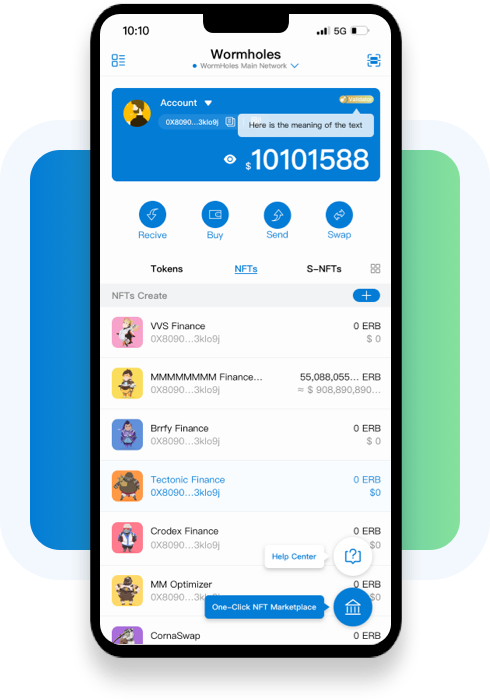 10:10
5G
Wormholes
WormHoles Main Network
Account
Validator
0X8090...3klo9j
Here is the meaning of the text
$10101588
Recive Buy Send Swap
Tokens NFTs S-NFTs
NFTs Create
VVS Finance 0 ERB
0X8090...3klo9j $ 0
MMMMMMMM Finance... 55,088,055... ERB
0X8090...3klo9j ≈ $ 908,890,890...
Brrfy Finance 0 ERB
0X8090...3klo9j $ 0
Tectonic Finance 0 ERB
0X8090...3klo9j $0
Crodex Finance 0 ERB
0X8090...3klo9j $0
Help Center
MM Optimizer 0 ERB
0X8090...3klo9j $0
One-Click NFT Marketplace
CornaSwap 0 ERB